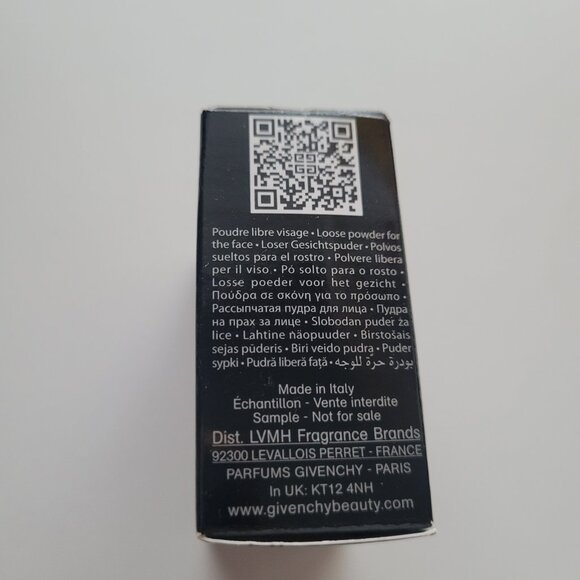 Poudre libre visage • Loose powder for
the face • Loser Gesichtspuder • Polvos
sueltos para el rostro • Polvere libera
per il viso • Pó solto para o rosto •
Losse poeder voor het gezicht •
Πούδρα σε σκόνη για το πρόσωπο •
Рассыпчатая пудра для лица • Пудра
на прах за лице • Slobodan puder za
lice • Lahtine näopuuder • Birstošais
sejas pūderis • Biri veido pudra • Puder
sypki • Pudră liberă față • بودرة حرّة للوجه
Made in Italy
Échantillon - Vente interdite
Sample - Not for sale
Dist. LVMH Fragrance Brands
92300 LEVALLOIS PERRET - FRANCE
PARFUMS GIVENCHY - PARIS
In UK: KT12 4NH
www.givenchybeauty.com